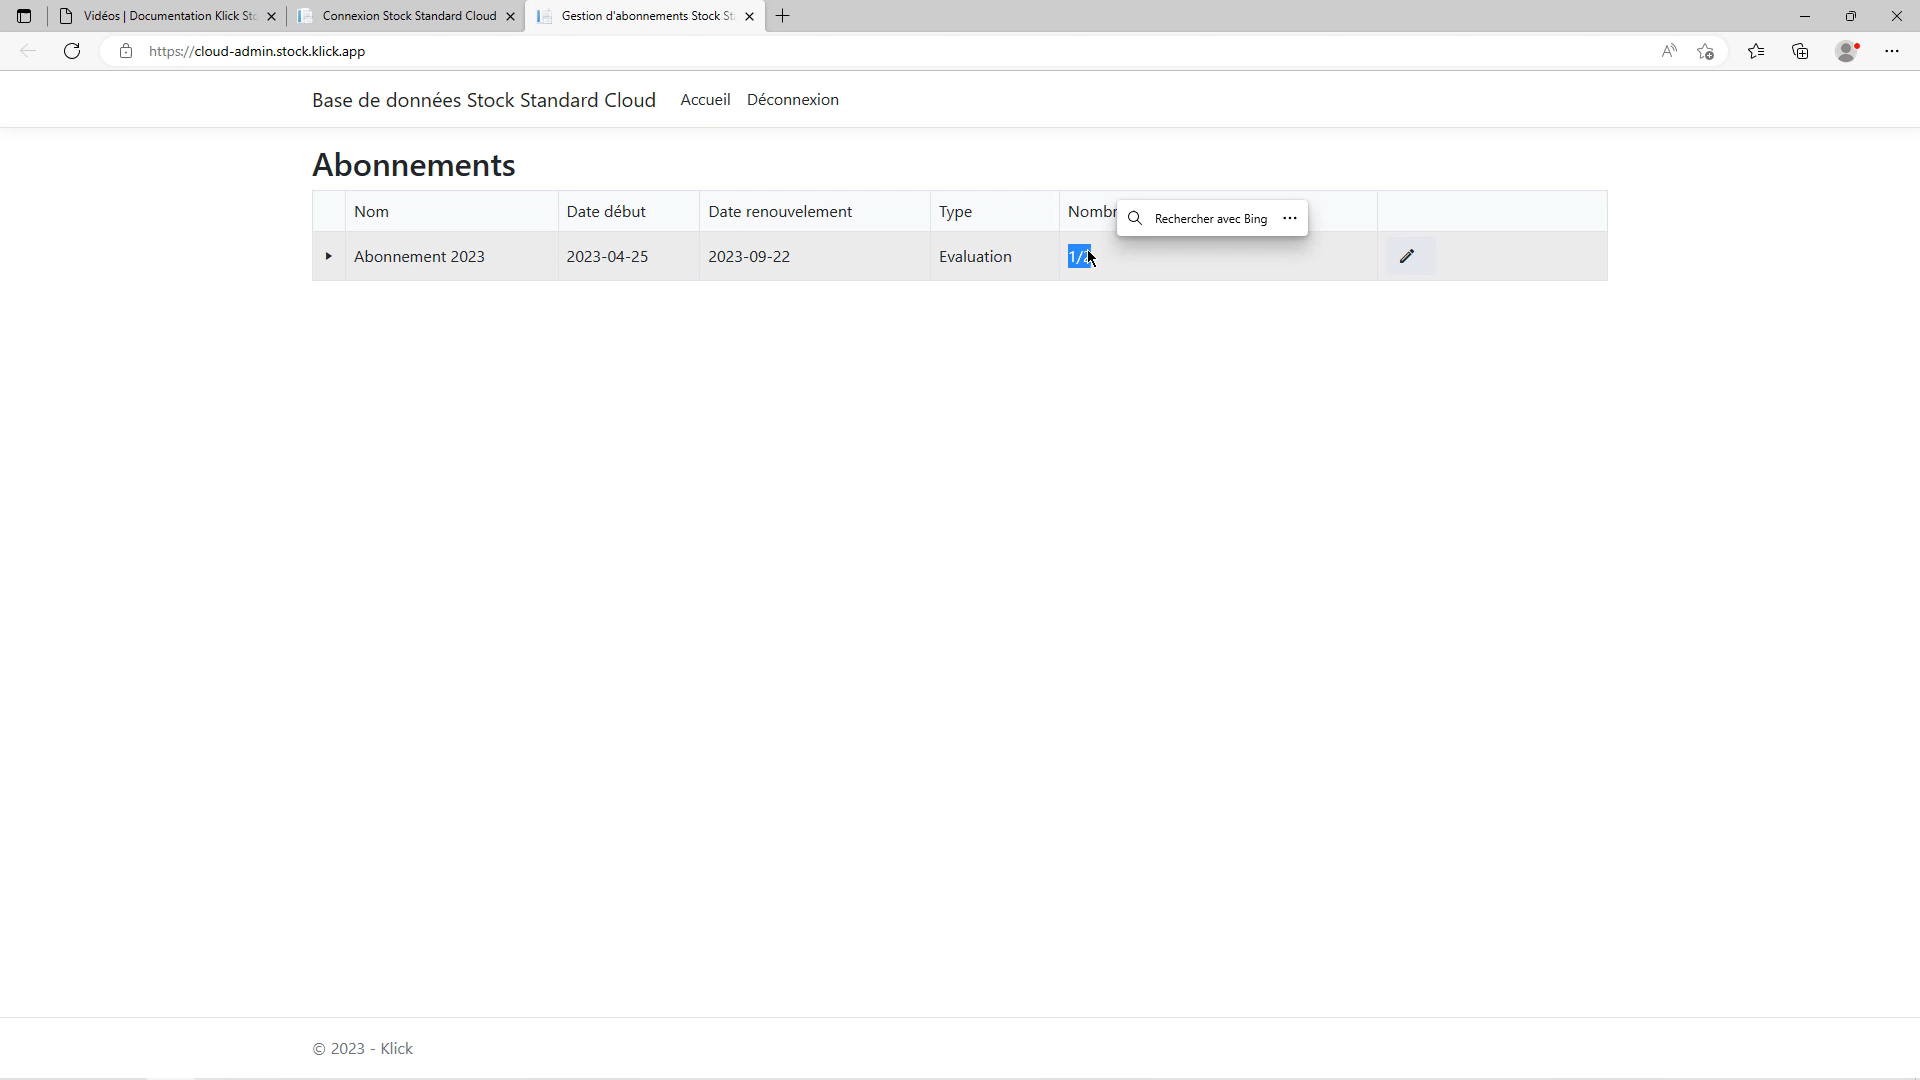 Vidéos | Documentation Klick Sto
Connexion Stock Standard Cloud
Gestion d'abonnements Stock St
https://cloud-admin.stock.klick.app
Base de données Stock Standard Cloud Accueil Déconnexion
Abonnements
Nom Date début Date renouvelement Type
Rechercher avec Bing
Abonnement 2023 2023-04-25 2023-09-22 Evaluation
© 2023 - Klick